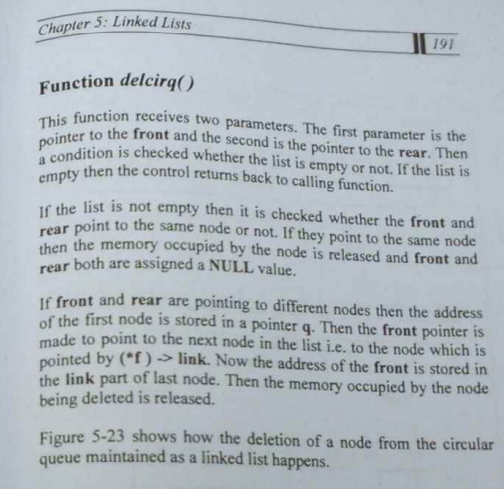 Chapter 5: Linked Lists
191
Function delcirq()
This function receives two parameters. The first parameter is the
pointer to the front and the second is the pointer to the rear. Then
a condition is checked whether the list is empty or not. If the list is
empty then the control returns back to calling function.
If the list is not empty then it is checked whether the front and
rear point to the same node or not. If they point to the same node
then the memory occupied by the node is released and front and
rear both are assigned a NULL value.
If front and rear are pointing to different nodes then the address
of the first node is stored in a pointer q. Then the front pointer is
made to point to the next node in the list i.e. to the node which is
pointed by (*f ) -> link. Now the address of the front is stored in
the link part of last node. Then the memory occupied by the node
being deleted is released.
Figure 5-23 shows how the deletion of a node from the circular
queue maintained as a linked list happens.